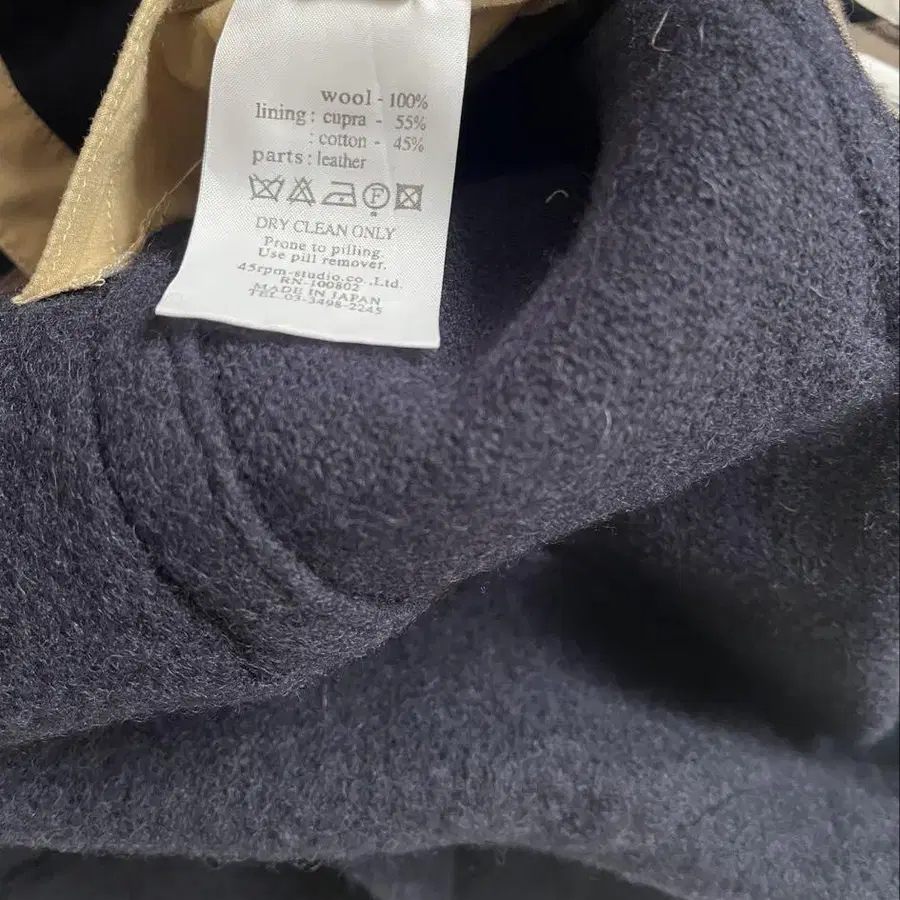 wool - 100%
lining : cupra - 55%
: cotton - 45%
parts : leather
F
DRY CLEAN ONLY
Prone to pilling.
Use pill remover.
45rpm-studio.co.,Ltd.
RN-100802
MADE IN JAPAN
TEL 03-3498-2245